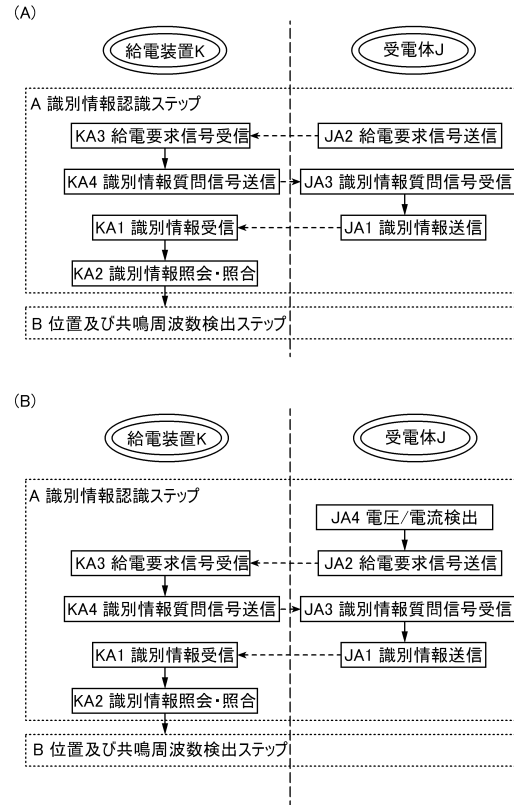 (A)
給電装置K 受電体J
A 識別情報認識ステップ
KA3 給電要求信号受信 JA2 給電要求信号送信
KA4 識別情報質問信号送信 JA3 識別情報質問信号受信
KA1 識別情報受信 JA1 識別情報送信
KA2 識別情報照会・照合
B 位置及び共鳴周波数検出ステップ
(B)
給電装置K 受電体J
A 識別情報認識ステップ
JA4 電圧/電流検出
KA3 給電要求信号受信 JA2 給電要求信号送信
KA4 識別情報質問信号送信 JA3 識別情報質問信号受信
KA1 識別情報受信 JA1 識別情報送信
KA2 識別情報照会・照合
B 位置及び共鳴周波数検出ステップ